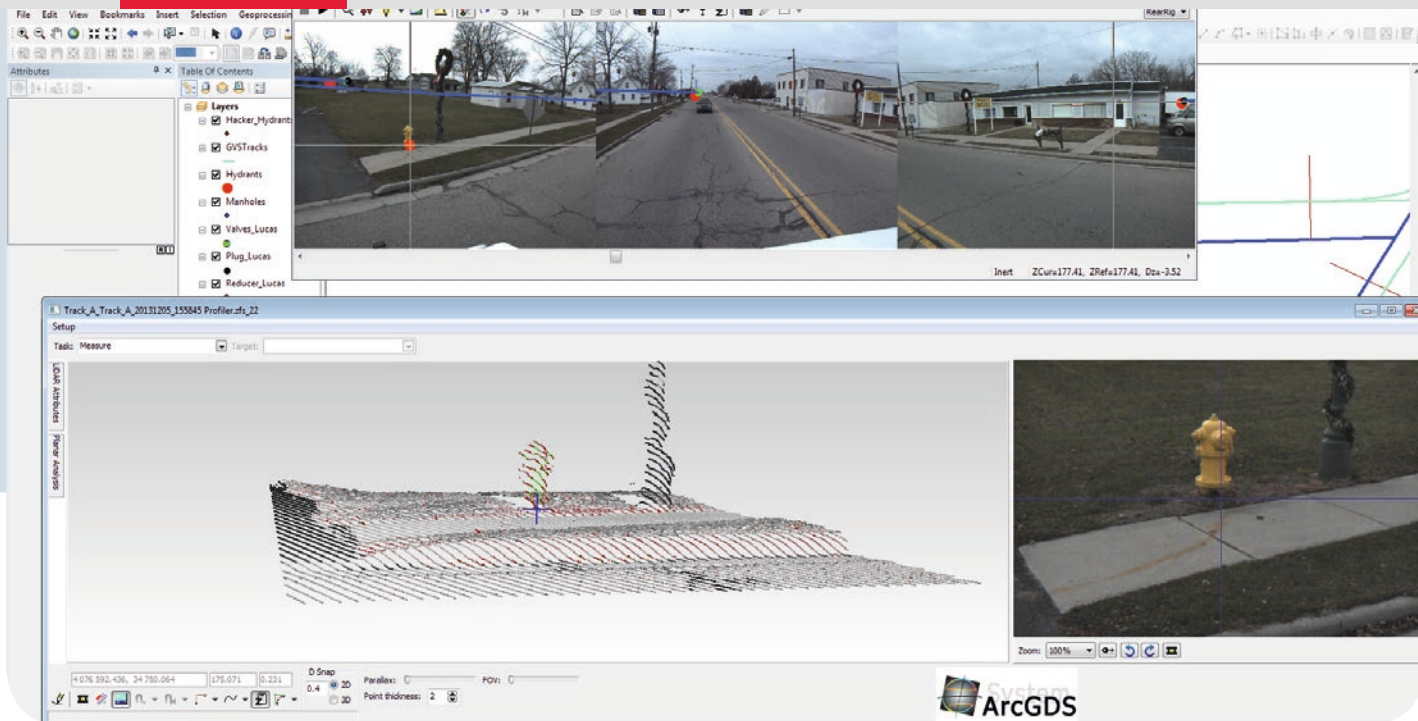 File Edit View Bookmarks Insert Selection Geoprocessin
RearRig
Attributes
Table Of Contents
Layers
Hacker_Hydrants
GVSTracks
Hydrants
Manholes
Valves_Lucas
Plug_Lucas
Reducer_Lucas
Inert ZCur=177.41, ZRef=177.41, Dz=-3.52
Track_A_Track_A_20131205_155845 Profiler.zfs_22
Setup
Task: Measure Target:
LiDAR Attributes
Planar Analysis
Zoom: 100%
4 076 592.436, 34 750.064 175.071 0.231
D Snap
0.4 2D
3D
Parallax: FOV:
Point thickness: 2
System
ArcGDS